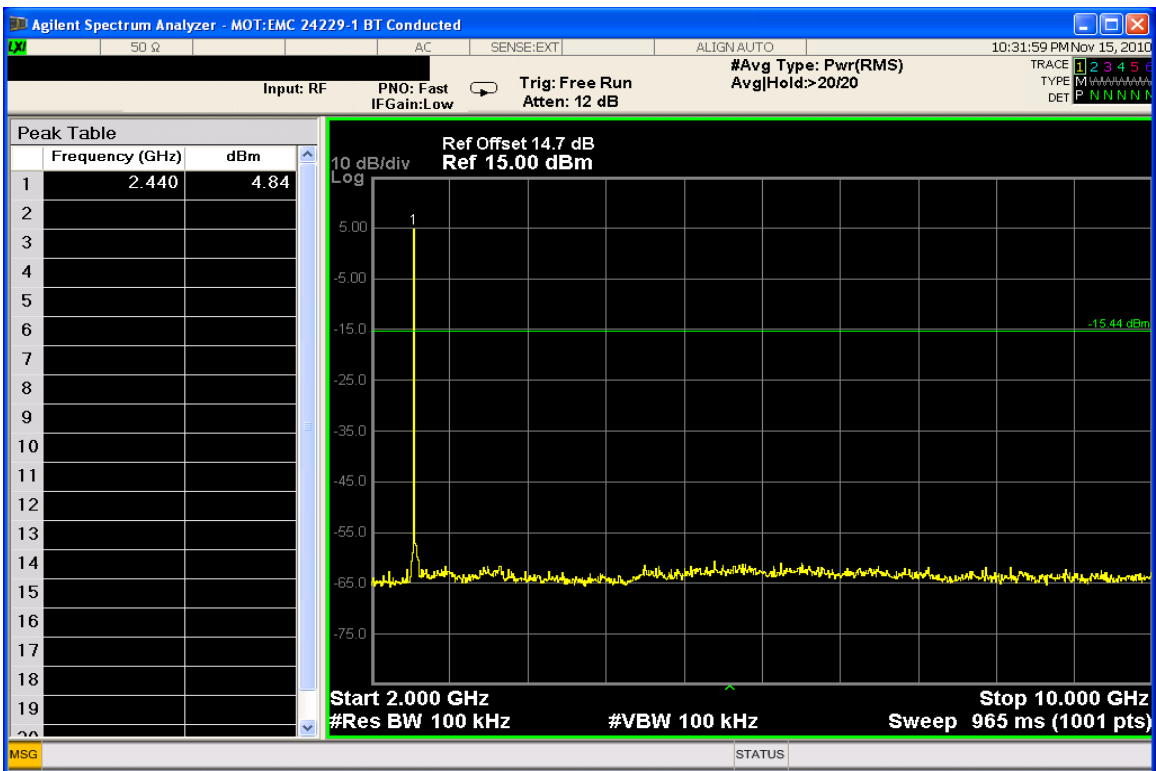 Agilent Spectrum Analyzer - MOT:EMC 24229-1 BT Conducted
LXI 50 Ω AC SENSE:EXT ALIGN AUTO 10:31:59 PM Nov 15, 2010
Input: RF
PNO: Fast
IFGain:Low
Trig: Free Run
Atten: 12 dB
#Avg Type: Pwr(RMS)
Avg|Hold:>20/20
TRACE 1 2 3 4 5 6
TYPE M
DET P N N N N N
Peak Table
Frequency (GHz) dBm
1 2.440 4.84
2
3
4
5
6
7
8
9
10
11
12
13
14
15
16
17
18
19
Ref Offset 14.7 dB
10 dB/div Ref 15.00 dBm
Log
1
5.00
-5.00
-15.0
-15.44 dBm
-25.0
-35.0
-45.0
-55.0
-65.0
-75.0
Start 2.000 GHz Stop 10.000 GHz
#Res BW 100 kHz #VBW 100 kHz Sweep 965 ms (1001 pts)
MSG STATUS